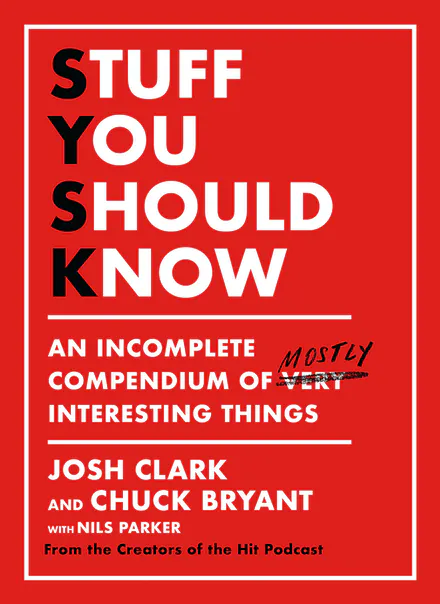 STUFF
YOU
SHOULD
KNOW
AN INCOMPLETE
MOSTLY
COMPENDIUM OF VERY
INTERESTING THINGS
JOSH CLARK
AND CHUCK BRYANT
WITH NILS PARKER
From the Creators of the Hit Podcast